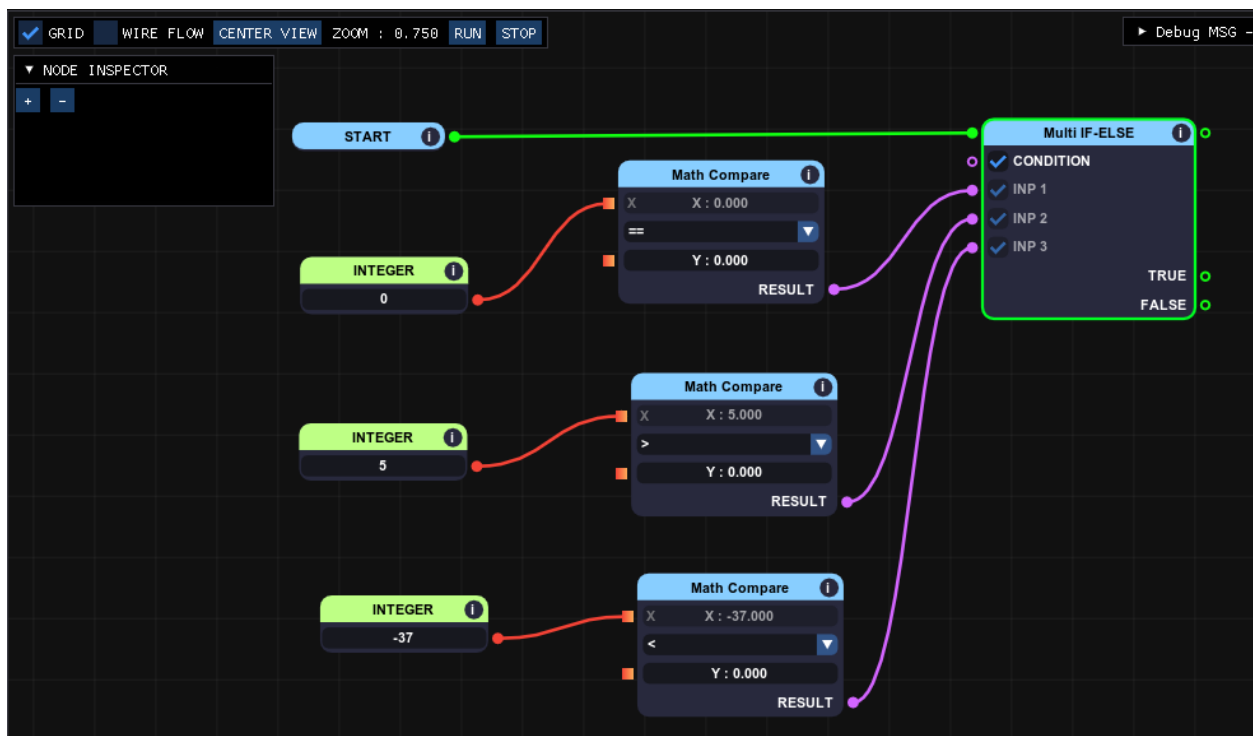 GRID WIRE FLOW CENTER VIEW ZOOM : 0.750 RUN STOP
▶ Debug MSG -
▼ NODE INSPECTOR
+ -
START i
Multi IF-ELSE i
CONDITION
INP 1
INP 2
INP 3
TRUE
FALSE
Math Compare i
X X : 0.000
==
Y : 0.000
RESULT
INTEGER i
0
Math Compare i
X X : 5.000
>
Y : 0.000
RESULT
INTEGER i
5
Math Compare i
X X : -37.000
<
Y : 0.000
RESULT
INTEGER i
-37